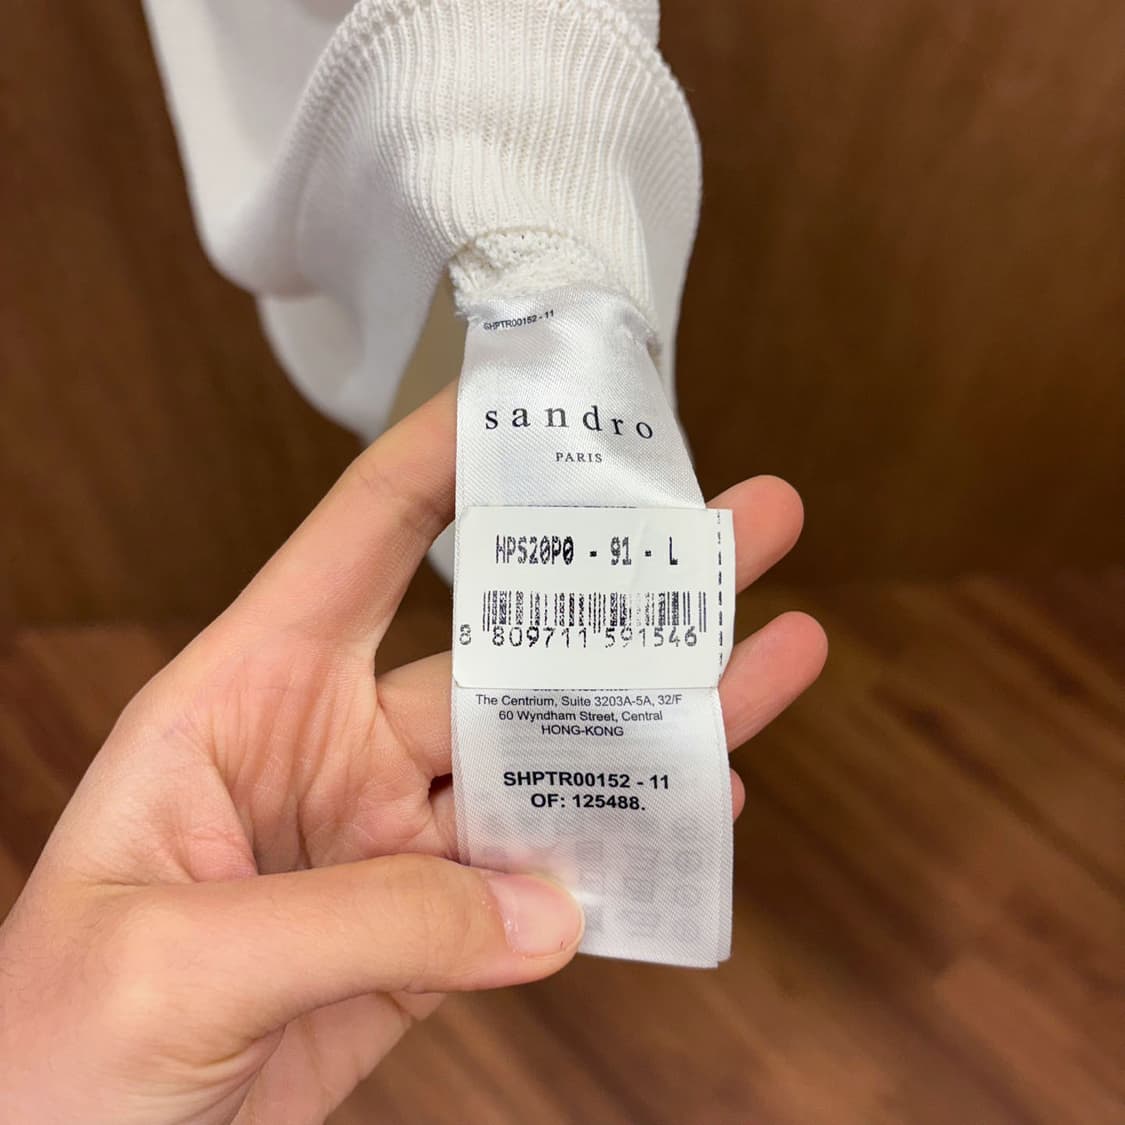 SHPTR00152 - 11
sandro
PARIS
HPS20P0 - 91 - L
8 809711 591546
The Centrium, Suite 3203A-5A, 32/F
60 Wyndham Street, Central
HONG-KONG
SHPTR00152 - 11
OF: 125488.